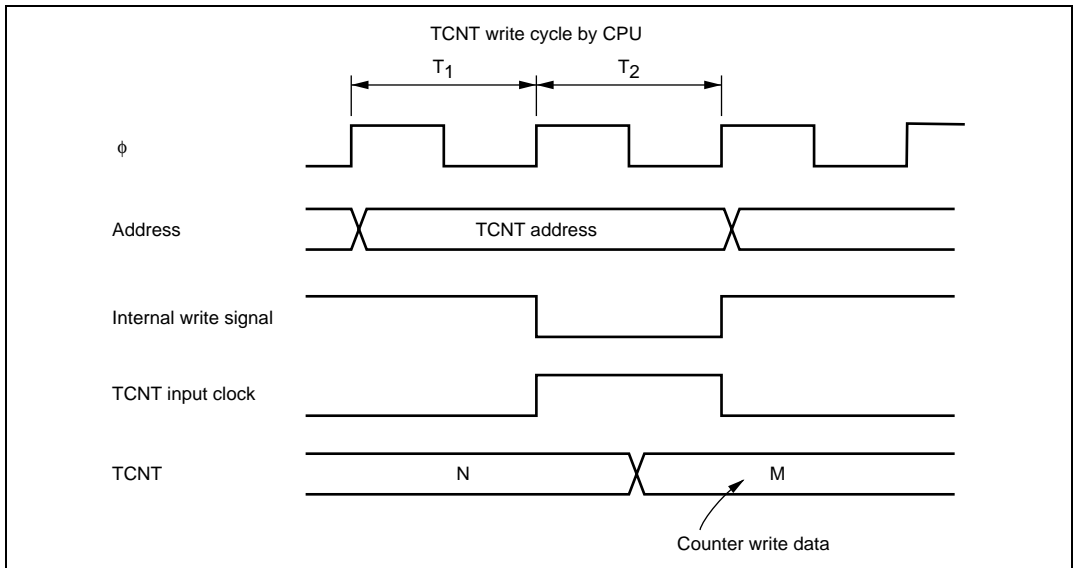 TCNT write cycle by CPU
T1 T2
ϕ
Address TCNT address
Internal write signal
TCNT input clock
TCNT N M
Counter write data